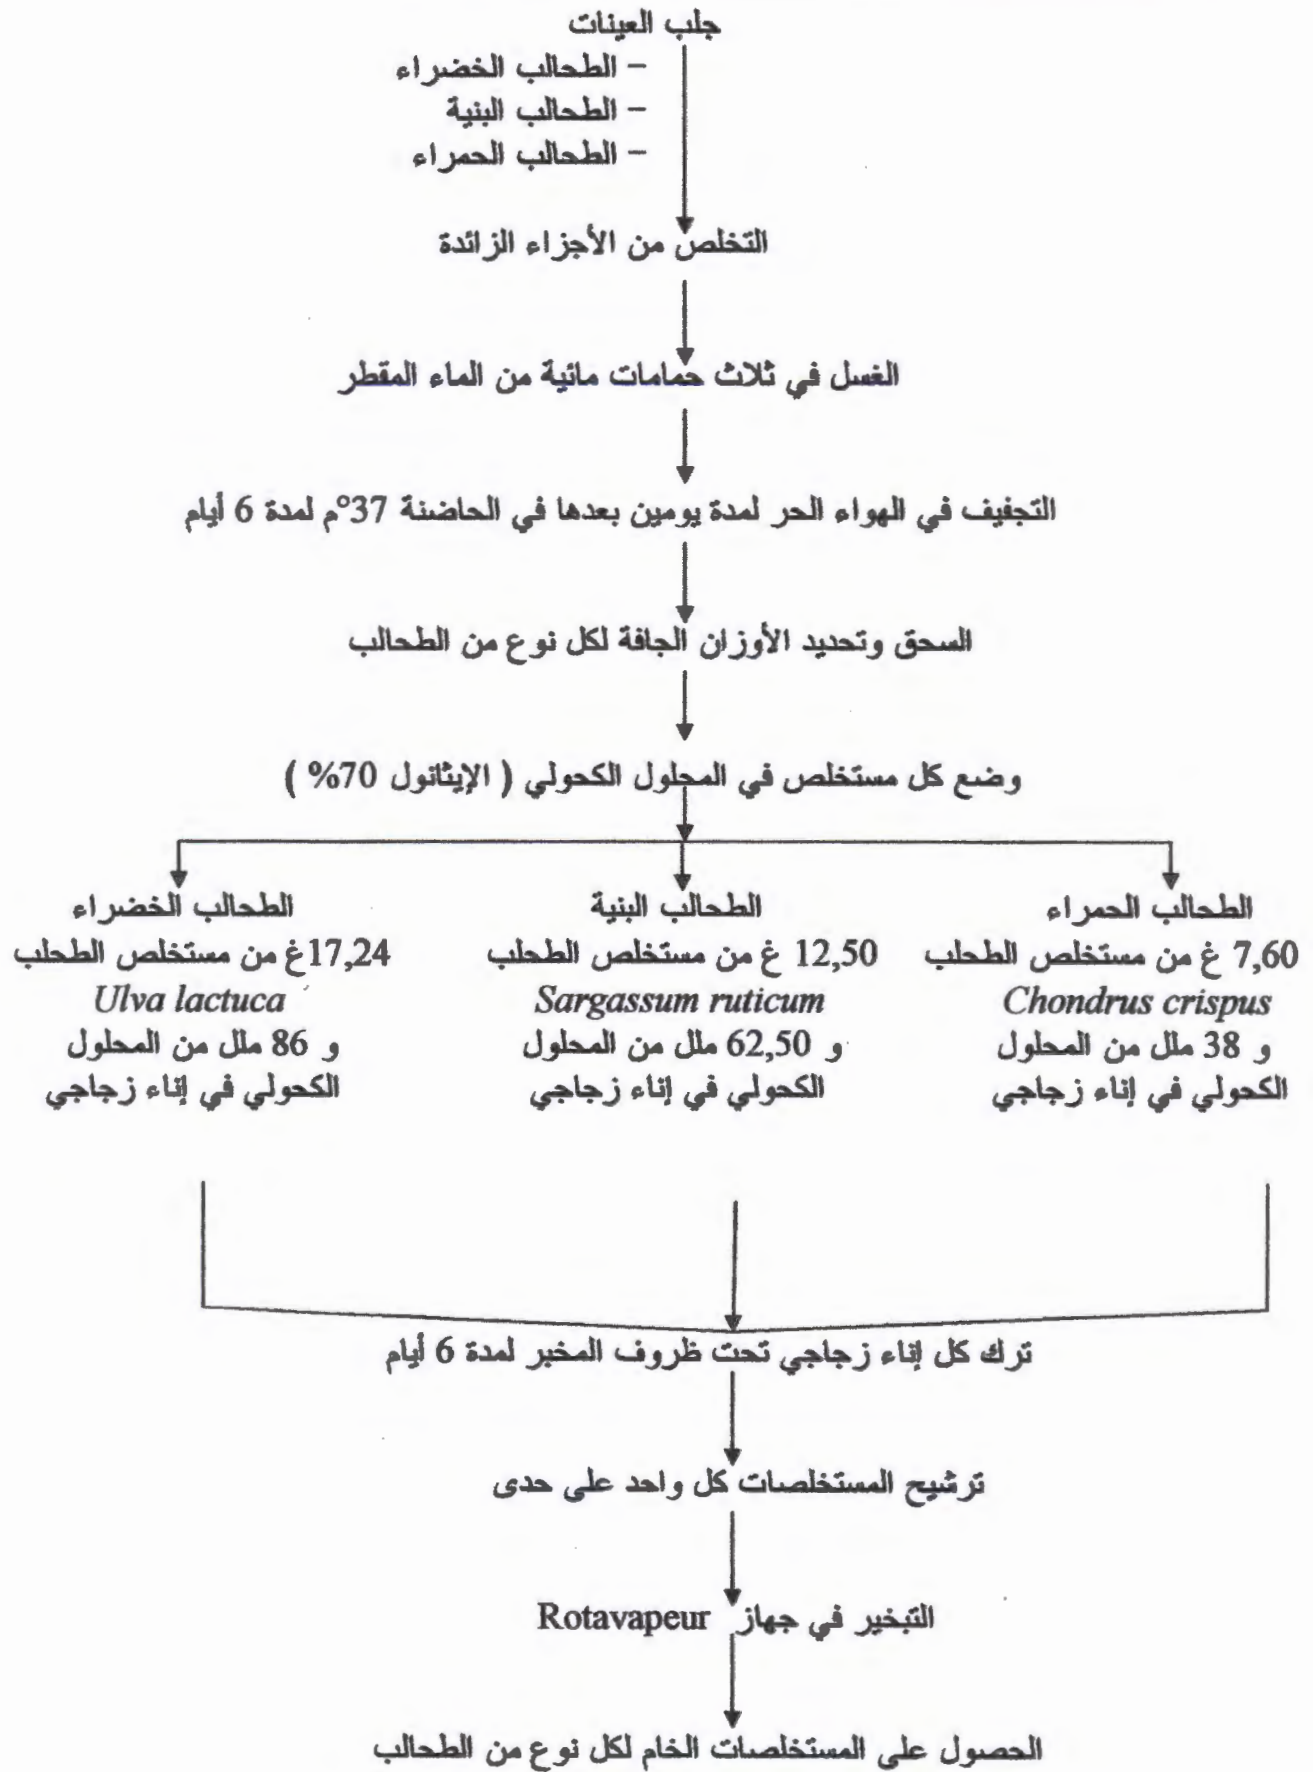 جلب العينات
– الطحالب الخضراء
– الطحالب البنية
– الطحالب الحمراء
التخلص من الأجزاء الزائدة
الغسل في ثلاث حمامات مائية من الماء المقطر
التجفيف في الهواء الحر لمدة يومين بعدها في الحاضنة 37°م لمدة 6 أيام
السحق وتحديد الأوزان الجافة لكل نوع من الطحالب
وضع كل مستخلص في المحلول الكحولي ( الإيثانول 70% )
الطحالب الحمراء
7,60 غ من مستخلص الطحلب
Chondrus crispus
و 38 ملل من المحلول
الكحولي في إناء زجاجي
الطحالب البنية
12,50 غ من مستخلص الطحلب
Sargassum ruticum
و 62,50 ملل من المحلول
الكحولي في إناء زجاجي
الطحالب الخضراء
17,24غ من مستخلص الطحلب
Ulva lactuca
و 86 ملل من المحلول
الكحولي في إناء زجاجي
ترك كل إناء زجاجي تحت ظروف المخبر لمدة 6 أيام
ترشيح المستخلصات كل واحد على حدى
التبخير في جهاز Rotavapeur
الحصول على المستخلصات الخام لكل نوع من الطحالب